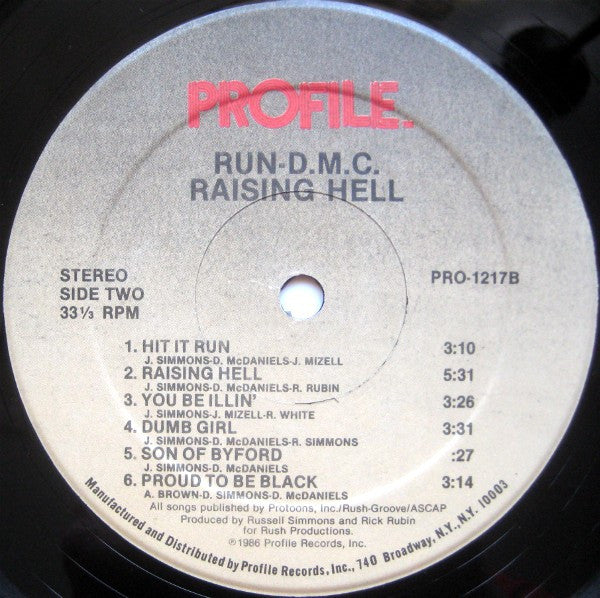 PROFILE.
RUN-D.M.C.
RAISING HELL
STEREO
SIDE TWO
33⅓ RPM
PRO-1217B
1. HIT IT RUN 3:10
J. SIMMONS-D. McDANIELS-J. MIZELL
2. RAISING HELL 5:31
J. SIMMONS-D. McDANIELS-R. RUBIN
3. YOU BE ILLIN' 3:26
J. SIMMONS-J. MIZELL-R. WHITE
4. DUMB GIRL 3:31
J. SIMMONS-D. McDANIELS-R. SIMMONS
5. SON OF BYFORD :27
J. SIMMONS-D. McDANIELS
6. PROUD TO BE BLACK 3:14
A. BROWN-D. SIMMONS-D. McDANIELS
All songs published by Protoons, Inc./Rush-Groove/ASCAP
Produced by Russell Simmons and Rick Rubin
for Rush Productions.
℗1986 Profile Records, Inc.
Manufactured and Distributed by Profile Records, Inc., 740 Broadway, N.Y., N.Y. 10003